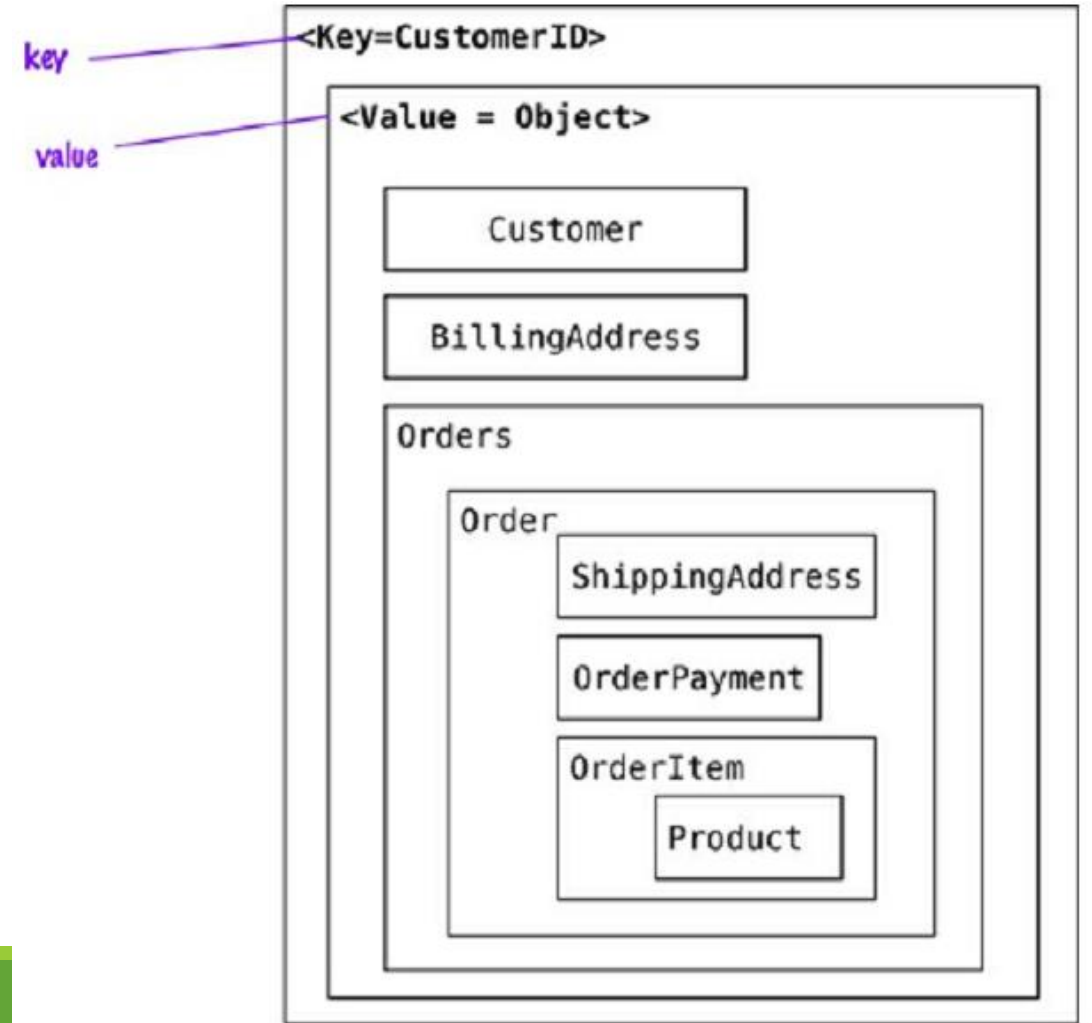 <Key=CustomerID>
key
<Value = Object>
value
Customer
BillingAddress
Orders
Order
ShippingAddress
OrderPayment
OrderItem
Product